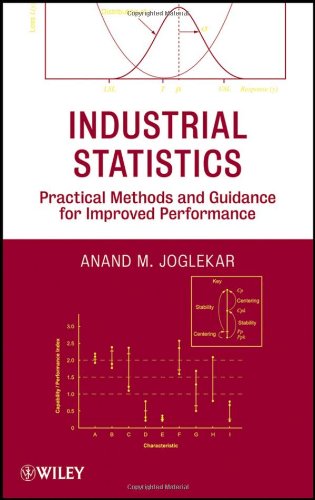 LSL T μ USL Response (y)
INDUSTRIAL
STATISTICS
Practical Methods and Guidance
for Improved Performance
ANAND M. JOGLEKAR
Key
Cp
Stability
Centering
Cpk
Stability
Centering
Pp
Ppk
Capability / Performance Index
3.0
2.5
2.0
1.5
1.0
0.5
0
A B C D E F G H I
Characteristic
WILEY